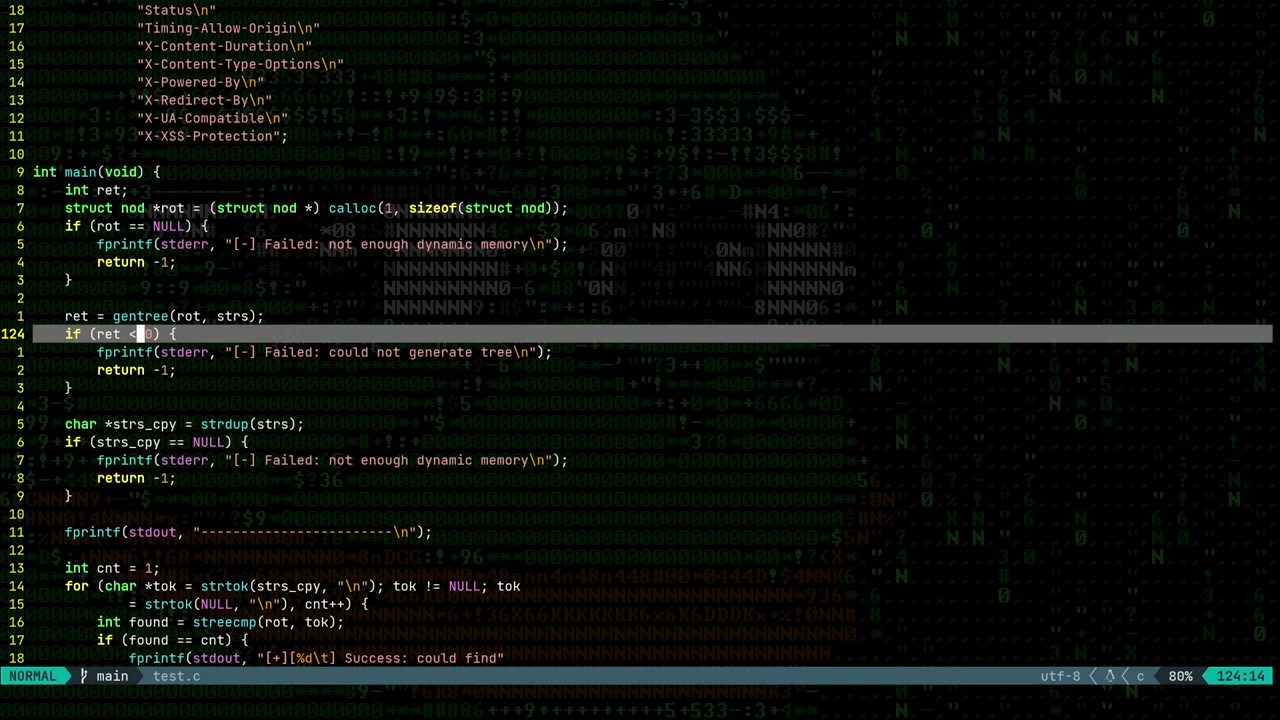 18 "Status\n"
17 "Timing-Allow-Origin\n"
16 "X-Content-Duration\n"
15 "X-Content-Type-Options\n"
14 "X-Powered-By\n"
13 "X-Redirect-By\n"
12 "X-UA-Compatible\n"
11 "X-XSS-Protection";
10
9 int main(void) {
8 int ret;
7 struct nod *rot = (struct nod *) calloc(1, sizeof(struct nod));
6 if (rot == NULL) {
5 fprintf(stderr, "[-] Failed: not enough dynamic memory\n");
4 return -1;
3 }
2
1 ret = gentree(rot, strs);
124 if (ret < 0) {
1 fprintf(stderr, "[-] Failed: could not generate tree\n");
2 return -1;
3 }
4
5 char *strs_cpy = strdup(strs);
6 if (strs_cpy == NULL) {
7 fprintf(stderr, "[-] Failed: not enough dynamic memory\n");
8 return -1;
9 }
10
11 fprintf(stdout, "------------------------\n");
12
13 int cnt = 1;
14 for (char *tok = strtok(strs_cpy, "\n"); tok != NULL; tok
15 = strtok(NULL, "\n"), cnt++) {
16 int found = streecmp(rot, tok);
17 if (found == cnt) {
18 fprintf(stdout, "[+][%d\t] Success: could find"
NORMAL main test.c utf-8 c 80% 124:14